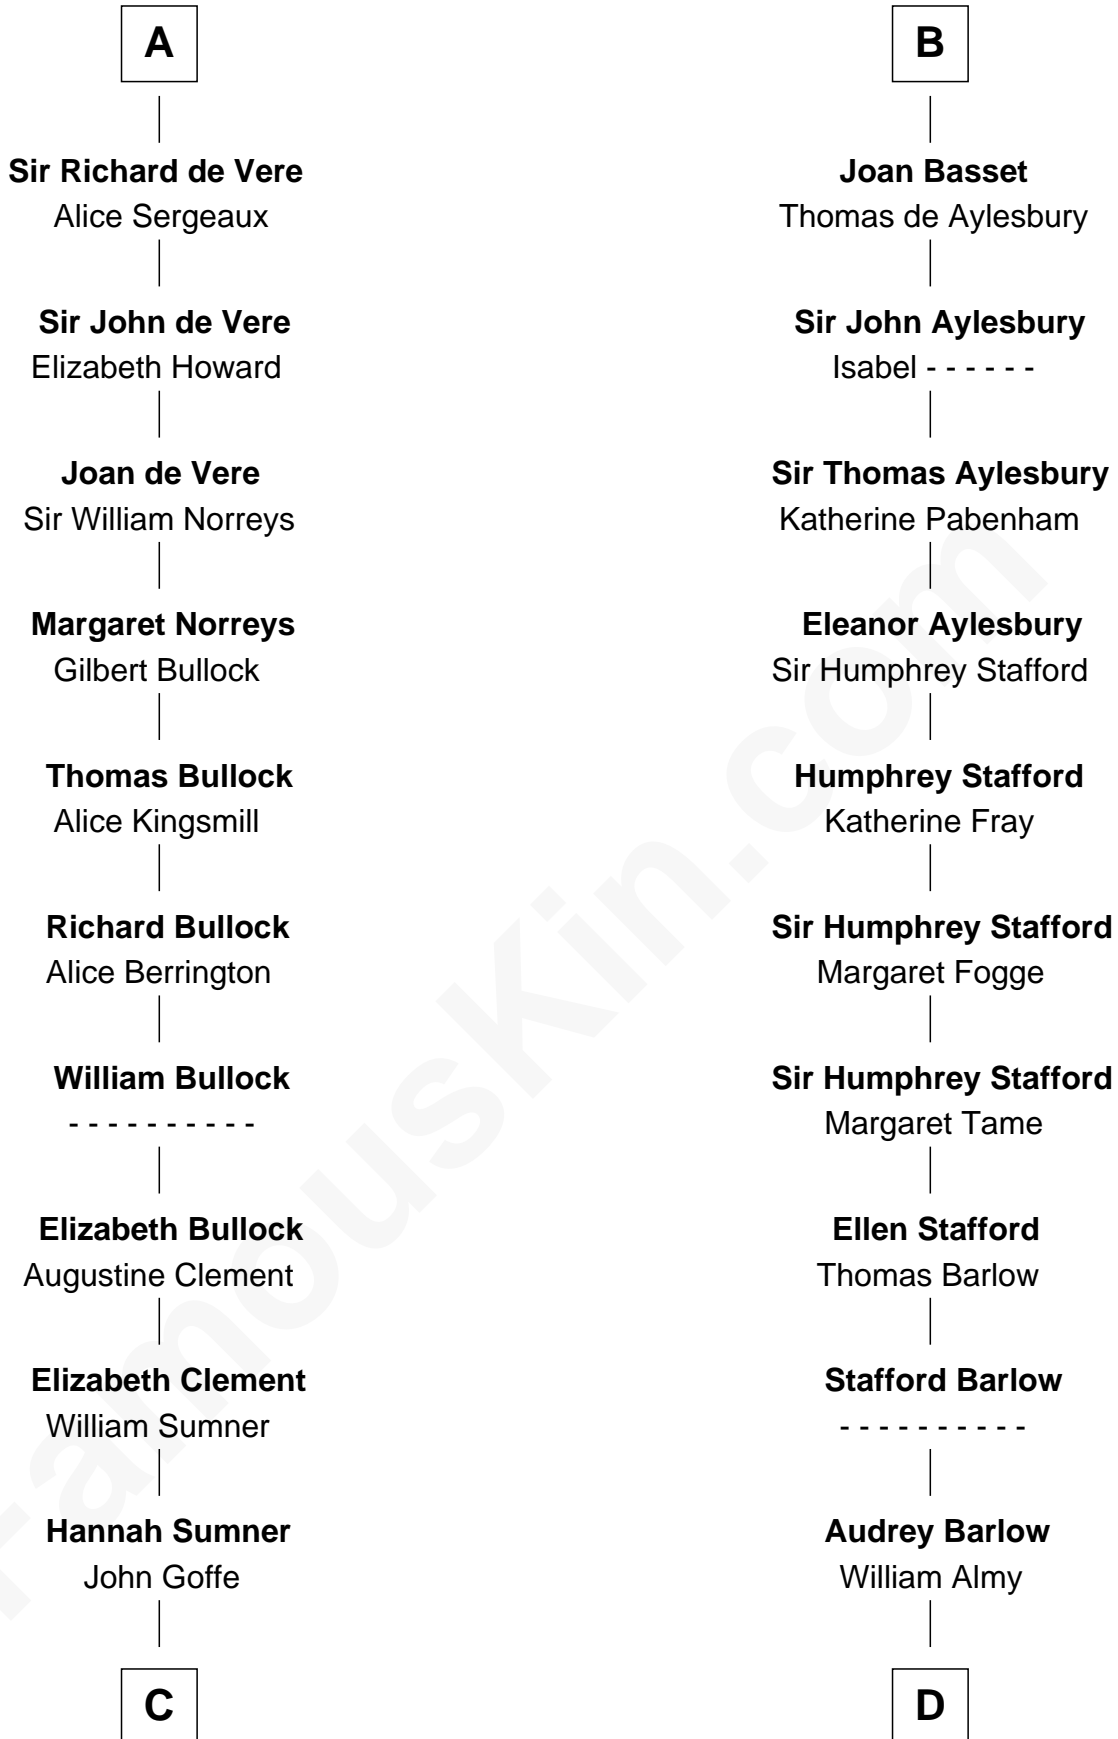 A
Sir Richard de Vere
Alice Sergeaux
Sir John de Vere
Elizabeth Howard
Joan de Vere
Sir William Norreys
Margaret Norreys
Gilbert Bullock
Thomas Bullock
Alice Kingsmill
Richard Bullock
Alice Berrington
William Bullock
- - - - - - - - - -
Elizabeth Bullock
Augustine Clement
Elizabeth Clement
William Sumner
Hannah Sumner
John Goffe
C
B
Joan Basset
Thomas de Aylesbury
Sir John Aylesbury
Isabel - - - - - -
Sir Thomas Aylesbury
Katherine Pabenham
Eleanor Aylesbury
Sir Humphrey Stafford
Humphrey Stafford
Katherine Fray
Sir Humphrey Stafford
Margaret Fogge
Sir Humphrey Stafford
Margaret Tame
Ellen Stafford
Thomas Barlow
Stafford Barlow
- - - - - - - - - -
Audrey Barlow
William Almy
D
FamousKin.com